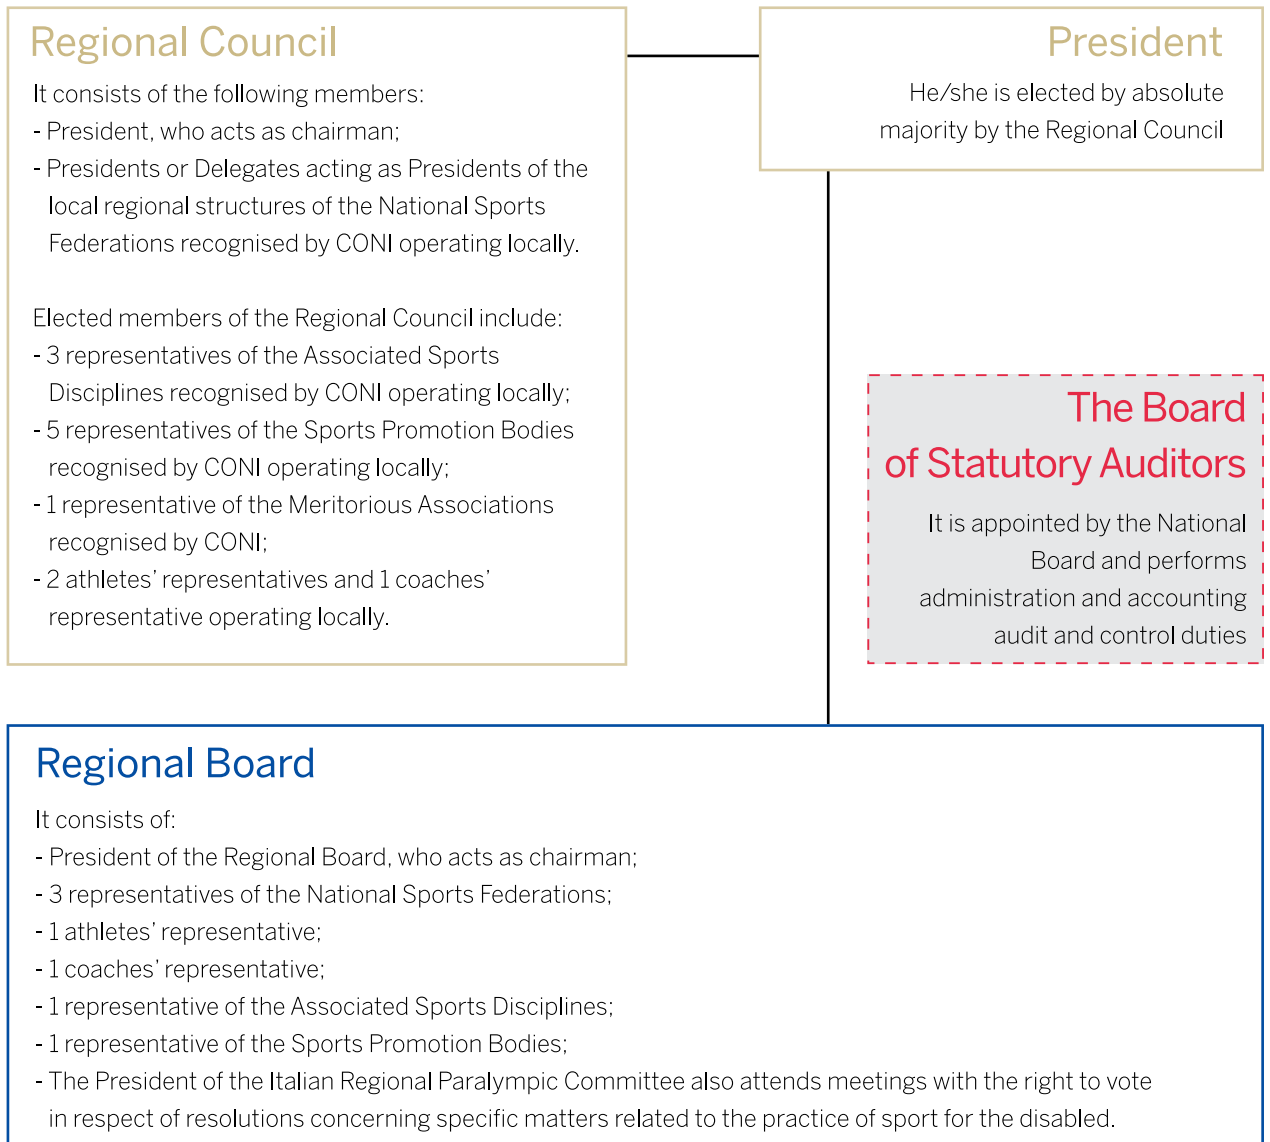 Regional Council
It consists of the following members:
- President, who acts as chairman;
- Presidents or Delegates acting as Presidents of the
local regional structures of the National Sports
Federations recognised by CONI operating locally.
Elected members of the Regional Council include:
- 3 representatives of the Associated Sports
Disciplines recognised by CONI operating locally;
- 5 representatives of the Sports Promotion Bodies
recognised by CONI operating locally;
- 1 representative of the Meritorious Associations
recognised by CONI;
- 2 athletes’ representatives and 1 coaches’
representative operating locally.
President
He/she is elected by absolute
majority by the Regional Council
The Board
of Statutory Auditors
It is appointed by the National
Board and performs
administration and accounting
audit and control duties
Regional Board
It consists of:
- President of the Regional Board, who acts as chairman;
- 3 representatives of the National Sports Federations;
- 1 athletes’ representative;
- 1 coaches’ representative;
- 1 representative of the Associated Sports Disciplines;
- 1 representative of the Sports Promotion Bodies;
- The President of the Italian Regional Paralympic Committee also attends meetings with the right to vote
in respect of resolutions concerning specific matters related to the practice of sport for the disabled.